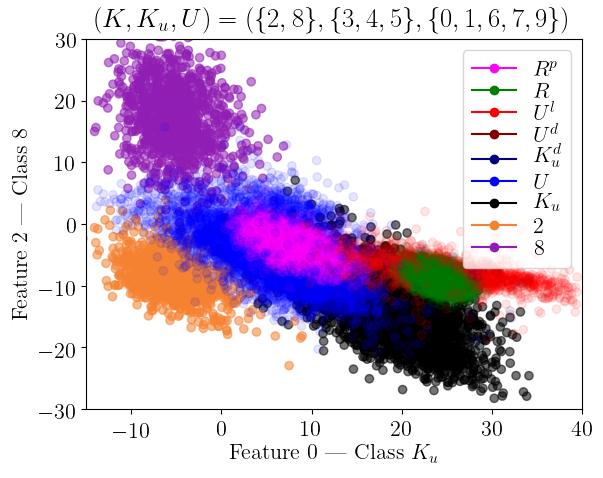 (K, K_u, U) = ({2, 8}, {3, 4, 5}, {0, 1, 6, 7, 9})
30
20
10
0
−10
−20
−30
Feature 2 — Class 8
R^p
R
U^l
U^d
K_u^d
U
K_u
2
8
−10
0
10
20
30
40
Feature 0 — Class K_u